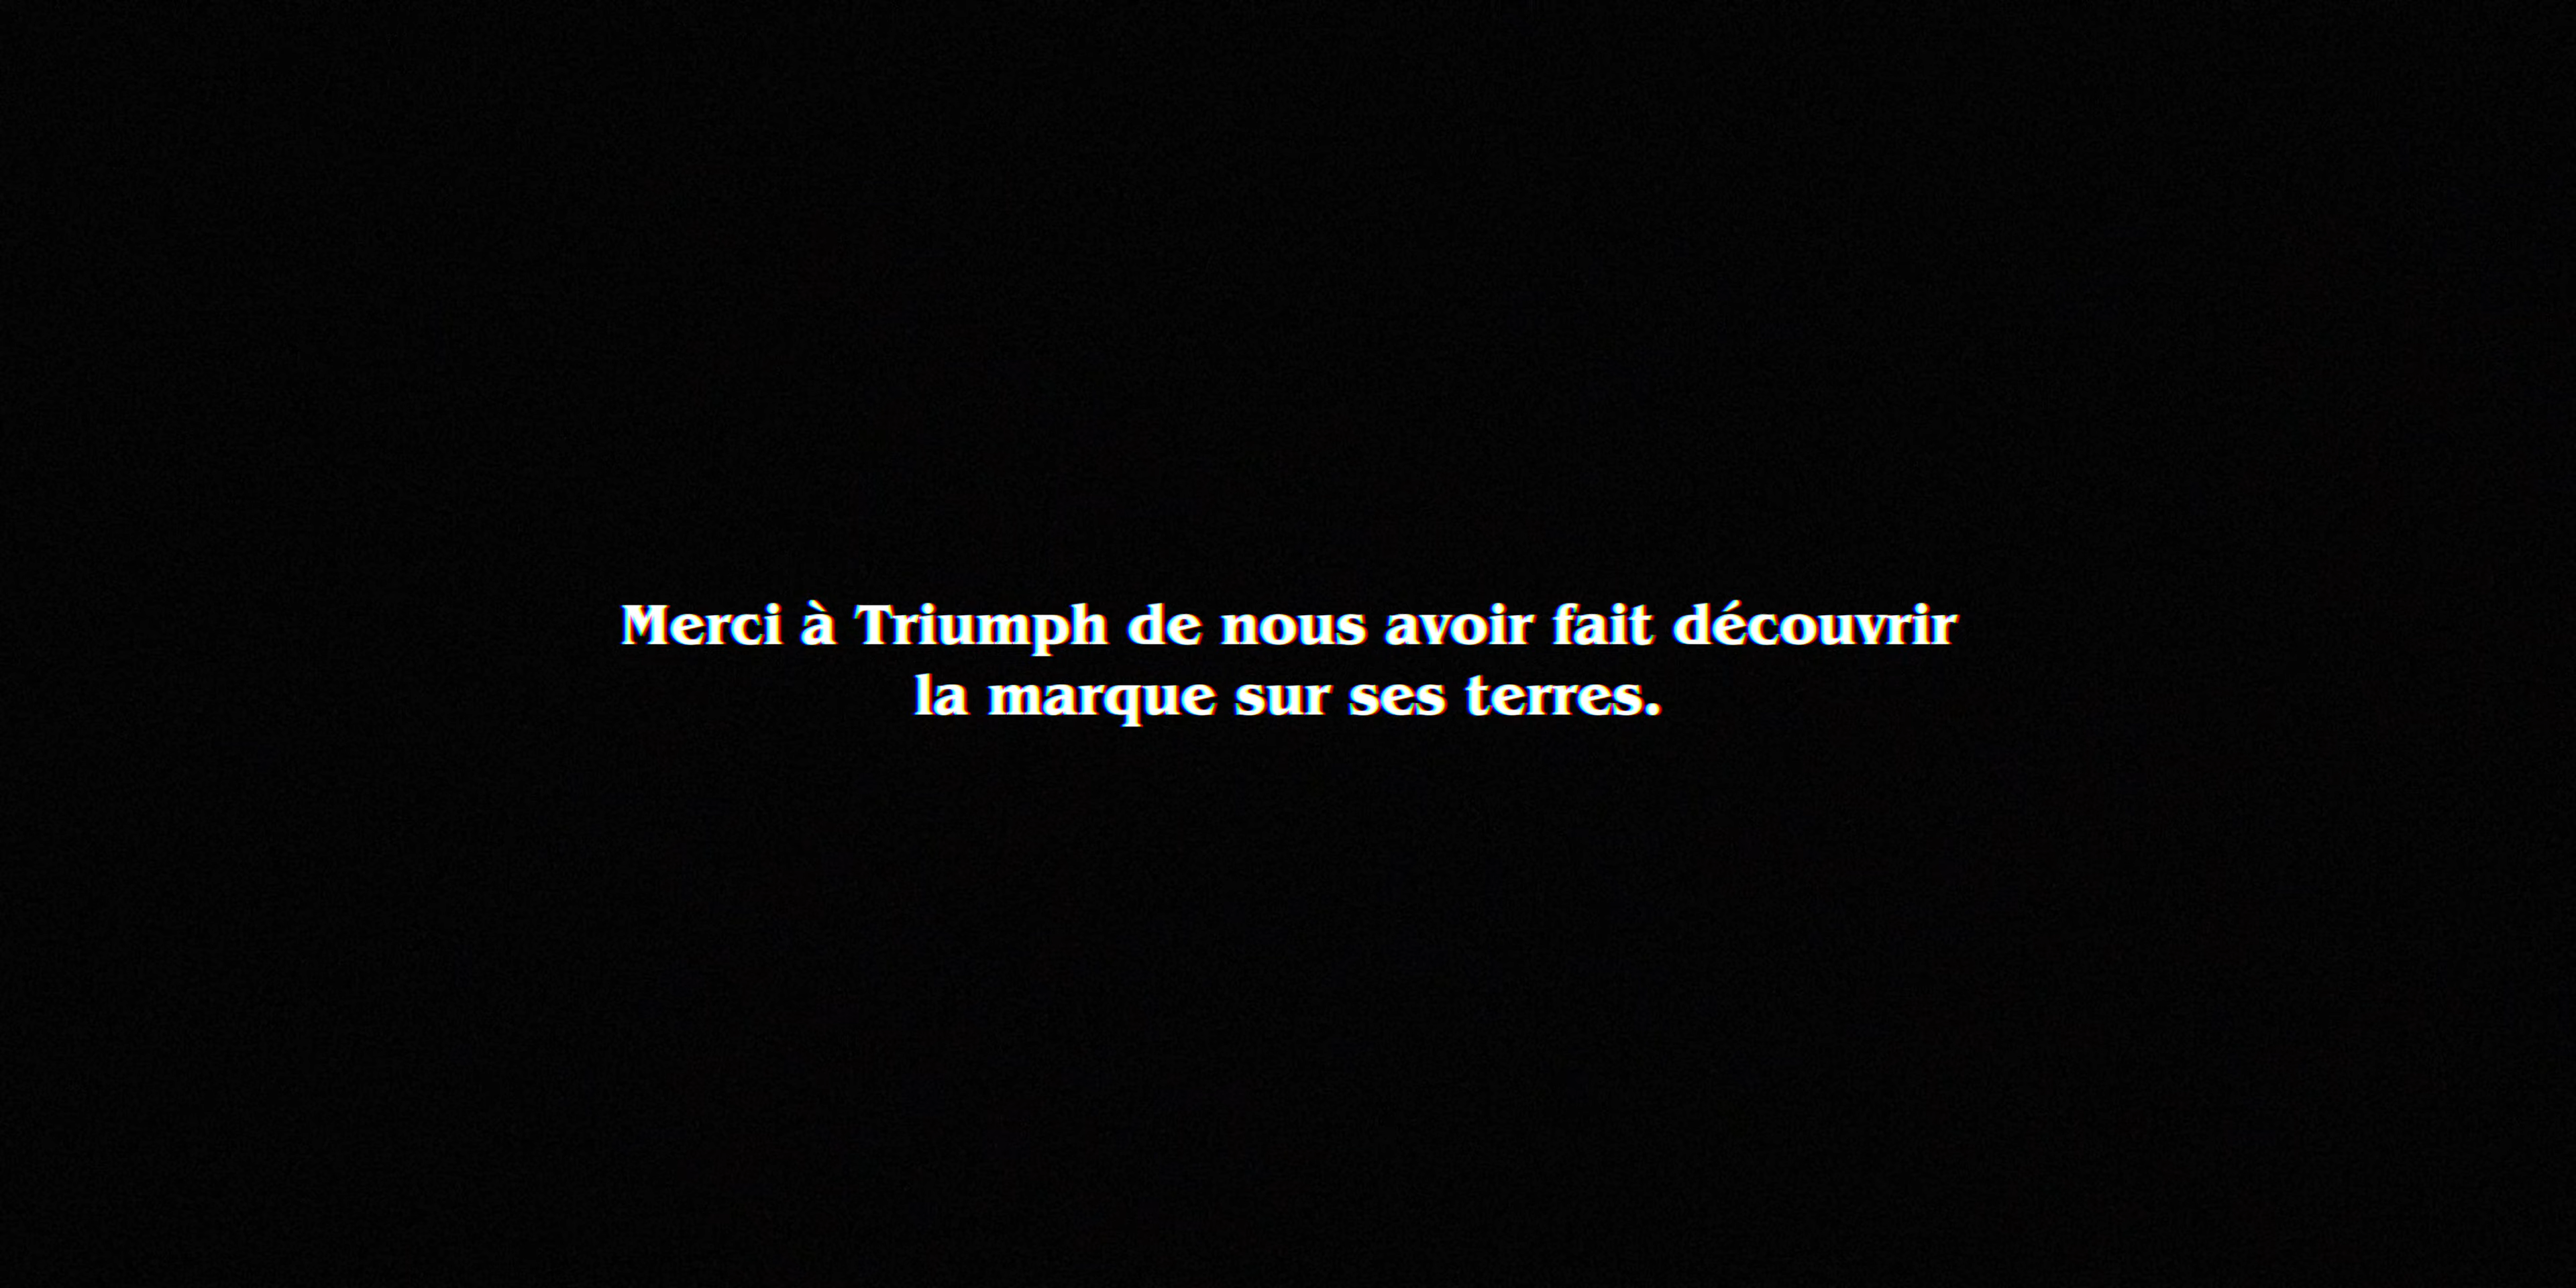 Merci à Triumph de nous avoir fait découvrir
la marque sur ses terres.